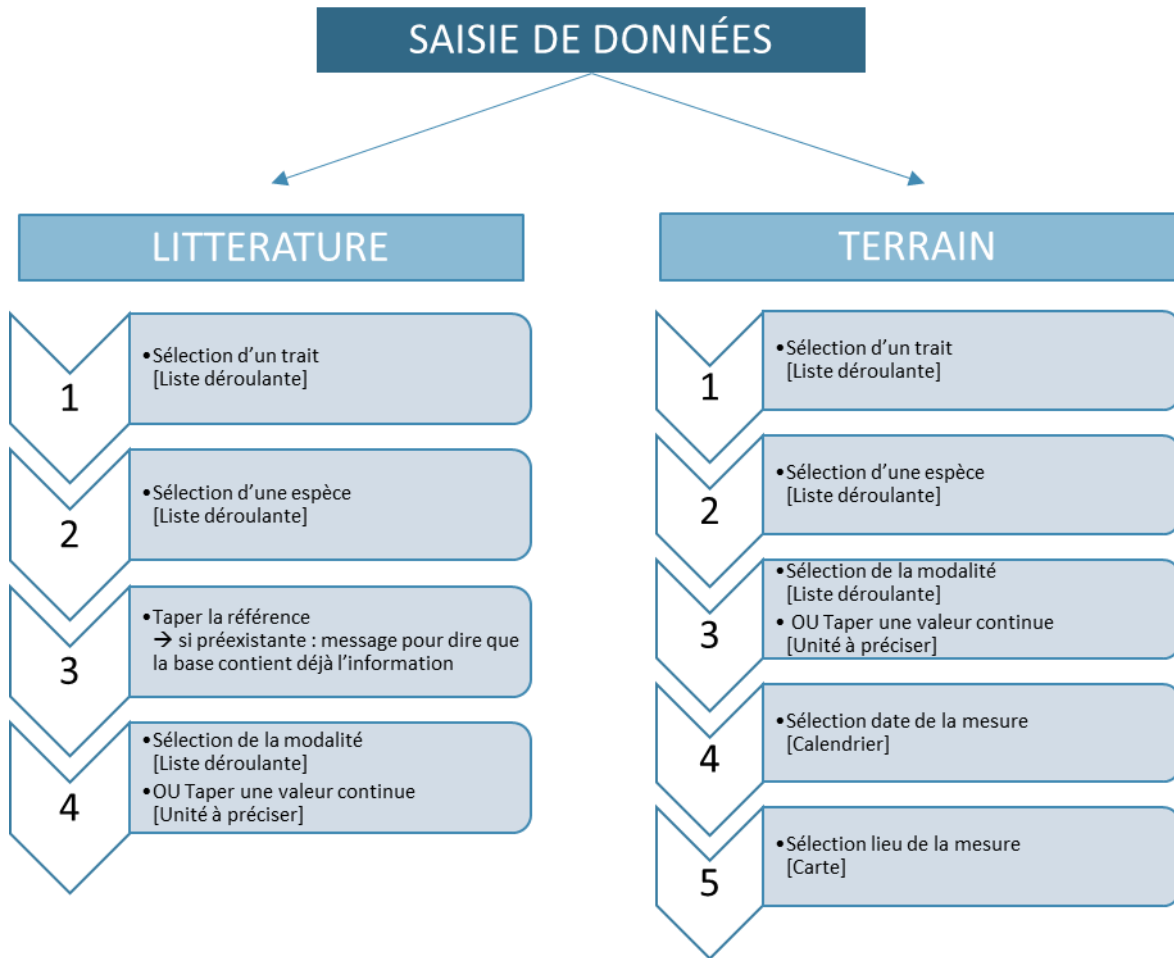 SAISIE DE DONNÉES
LITTERATURE
1
•Sélection d'un trait
[Liste déroulante]
2
•Sélection d'une espèce
[Liste déroulante]
3
•Taper la référence
→ si préexistante : message pour dire que
la base contient déjà l'information
4
•Sélection de la modalité
[Liste déroulante]
•OU Taper une valeur continue
[Unité à préciser]
TERRAIN
1
•Sélection d'un trait
[Liste déroulante]
2
•Sélection d'une espèce
[Liste déroulante]
3
•Sélection de la modalité
[Liste déroulante]
• OU Taper une valeur continue
[Unité à préciser]
4
•Sélection date de la mesure
[Calendrier]
5
•Sélection lieu de la mesure
[Carte]